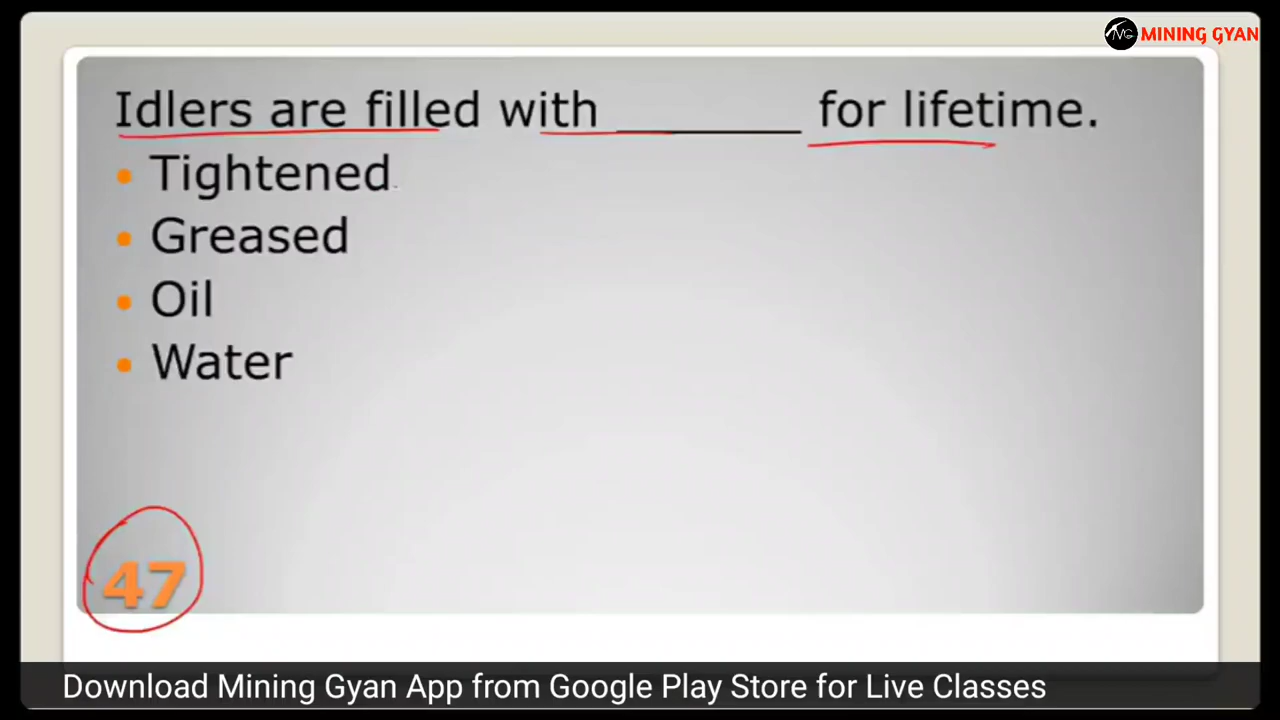 MINING GYAN
Idlers are filled with ________ for lifetime.
• Tightened
• Greased
• Oil
• Water
47
Download Mining Gyan App from Google Play Store for Live Classes